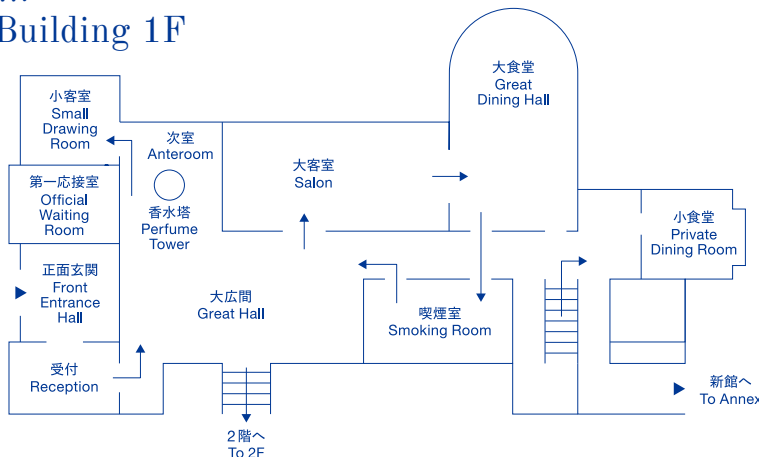 Building 1F
大食堂
Great
Dining Hall
小客室
Small
Drawing
Room
次室
Anteroom
大客室
Salon
第一応接室
Official
Waiting
Room
香水塔
Perfume
Tower
小食堂
Private
Dining Room
正面玄関
Front
Entrance
Hall
大広間
Great Hall
喫煙室
Smoking Room
受付
Reception
新館へ
To Annex
2階へ
To 2F